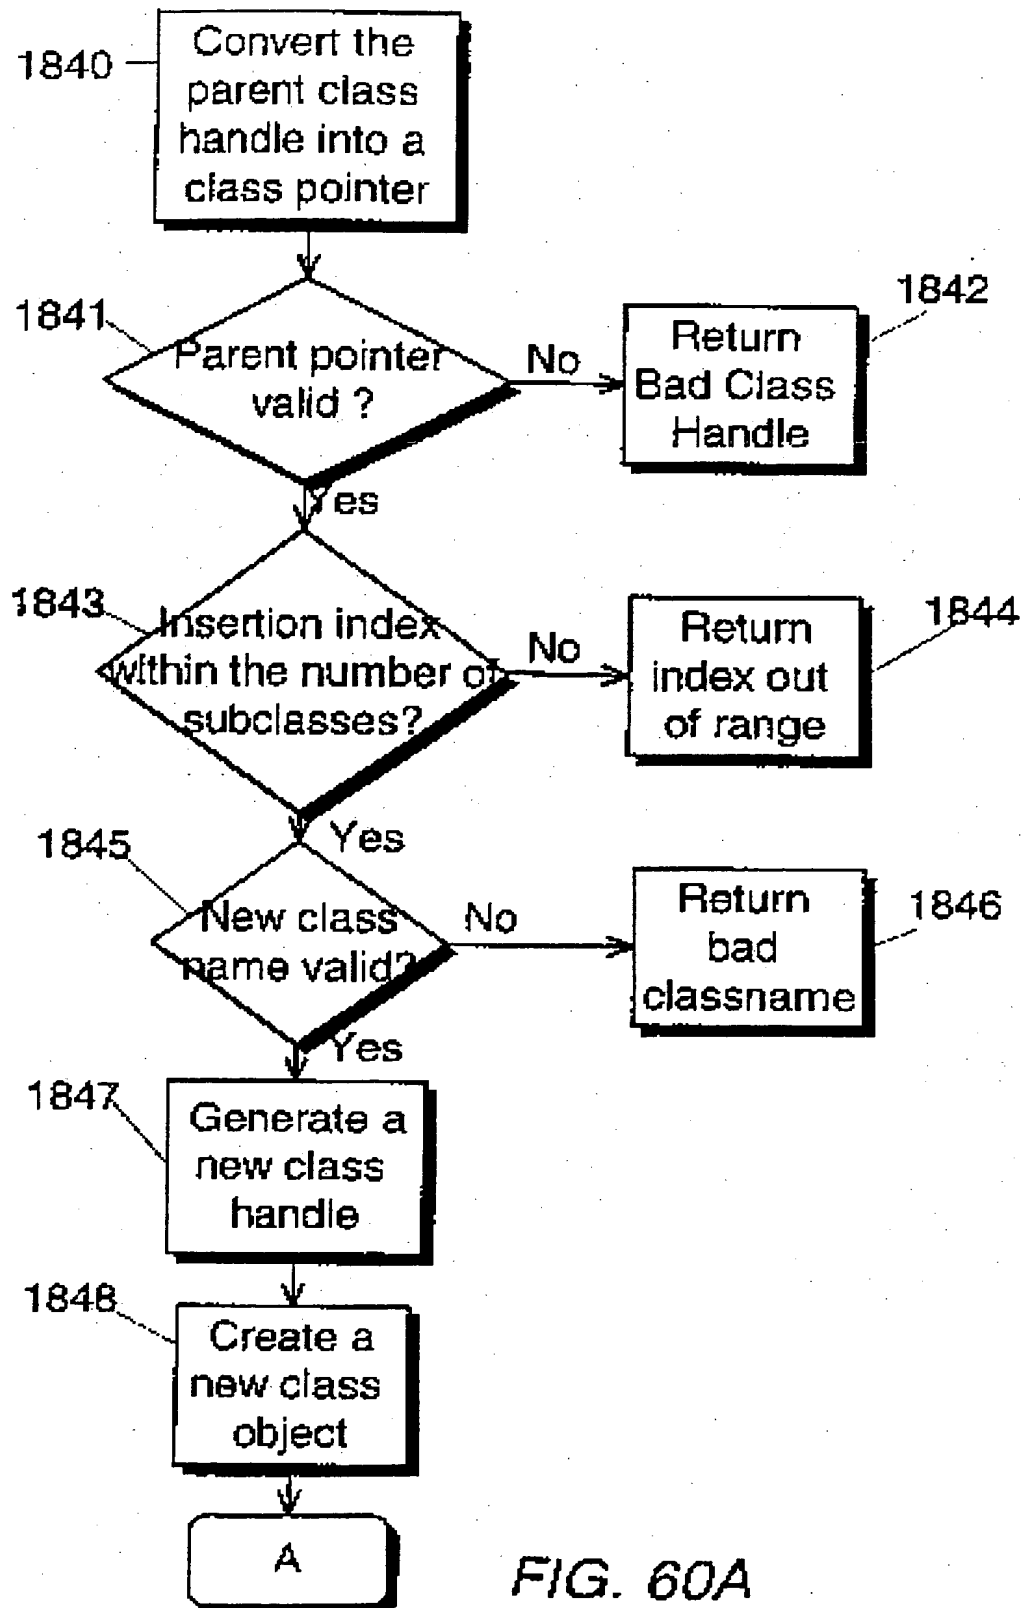 1840
Convert the
parent class
handle into a
class pointer
1841
Parent pointer
valid ?
No
1842
Return
Bad Class
Handle
Yes
1843
Insertion index
within the number of
subclasses?
No
1844
Return
index out
of range
Yes
1845
New class
name valid?
No
1846
Return
bad
classname
Yes
1847
Generate a
new class
handle
1848
Create a
new class
object
A
FIG. 60A